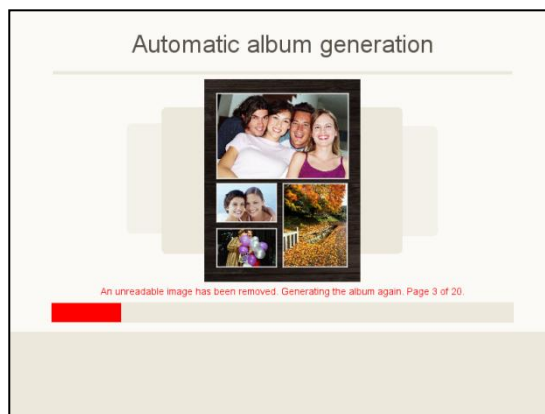 Automatic album generation
An unreadable image has been removed. Generating the album again. Page 3 of 20.